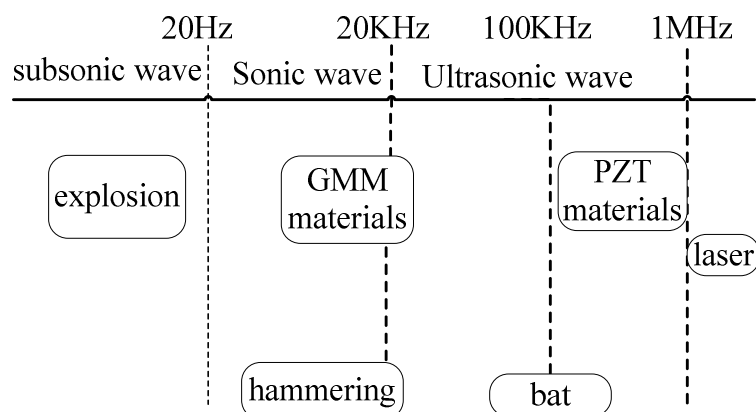 20Hz 20KHz 100KHz 1MHz
subsonic wave Sonic wave Ultrasonic wave
explosion
GMM
materials
PZT
materials
laser
hammering
bat